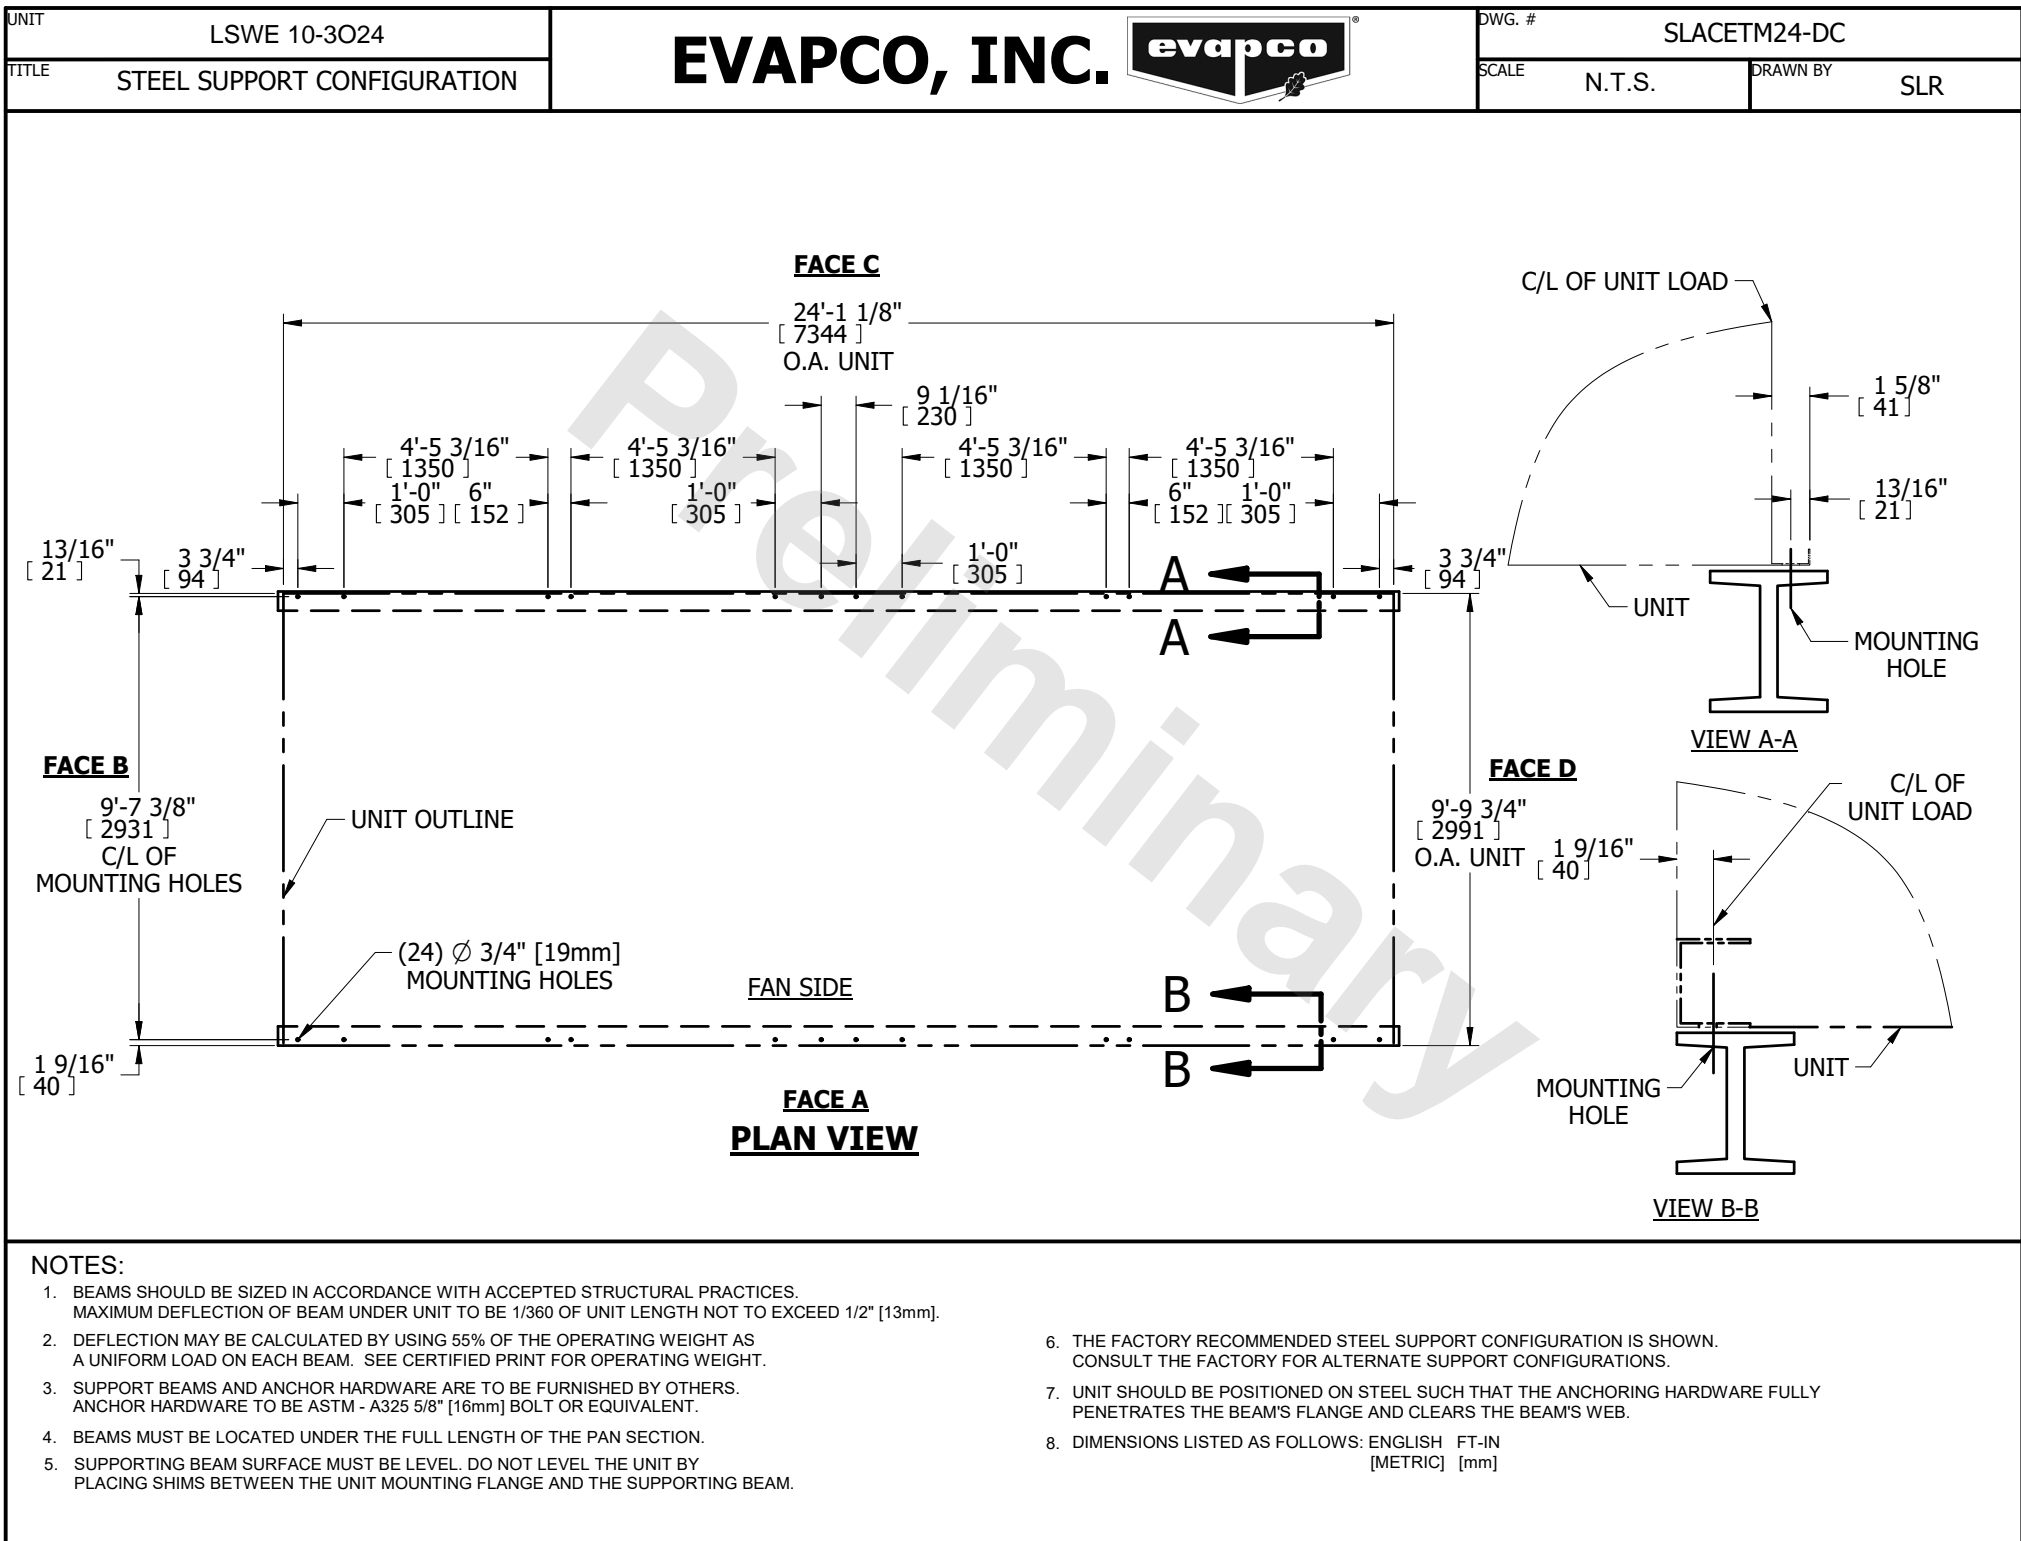 UNIT
LSWE 10-3O24
TITLE
STEEL SUPPORT CONFIGURATION
EVAPCO, INC.
evapco
®
DWG. #
SLACETM24-DC
SCALE
N.T.S.
DRAWN BY
SLR
FACE C
24'-1 1/8"
[ 7344 ]
O.A. UNIT
9 1/16"
[ 230 ]
4'-5 3/16"
[ 1350 ]
4'-5 3/16"
[ 1350 ]
4'-5 3/16"
[ 1350 ]
4'-5 3/16"
[ 1350 ]
1'-0"
[ 305 ]
6"
[ 152 ]
1'-0"
[ 305 ]
6"
[ 152 ]
1'-0"
[ 305 ]
13/16"
[ 21 ]
3 3/4"
[ 94 ]
1'-0"
[ 305 ]
3 3/4"
[ 94 ]
A
A
FACE B
9'-7 3/8"
[ 2931 ]
C/L OF
MOUNTING HOLES
UNIT OUTLINE
FACE D
9'-9 3/4"
[ 2991 ]
O.A. UNIT
(24) ∅ 3/4" [19mm]
MOUNTING HOLES
FAN SIDE
B
B
1 9/16"
[ 40 ]
FACE A
PLAN VIEW
Preliminary
C/L OF UNIT LOAD
1 5/8"
[ 41 ]
13/16"
[ 21 ]
UNIT
MOUNTING
HOLE
VIEW A-A
C/L OF
UNIT LOAD
1 9/16"
[ 40 ]
UNIT
MOUNTING
HOLE
VIEW B-B
NOTES:
1. BEAMS SHOULD BE SIZED IN ACCORDANCE WITH ACCEPTED STRUCTURAL PRACTICES.
MAXIMUM DEFLECTION OF BEAM UNDER UNIT TO BE 1/360 OF UNIT LENGTH NOT TO EXCEED 1/2" [13mm].
2. DEFLECTION MAY BE CALCULATED BY USING 55% OF THE OPERATING WEIGHT AS
A UNIFORM LOAD ON EACH BEAM. SEE CERTIFIED PRINT FOR OPERATING WEIGHT.
3. SUPPORT BEAMS AND ANCHOR HARDWARE ARE TO BE FURNISHED BY OTHERS.
ANCHOR HARDWARE TO BE ASTM - A325 5/8" [16mm] BOLT OR EQUIVALENT.
4. BEAMS MUST BE LOCATED UNDER THE FULL LENGTH OF THE PAN SECTION.
5. SUPPORTING BEAM SURFACE MUST BE LEVEL. DO NOT LEVEL THE UNIT BY
PLACING SHIMS BETWEEN THE UNIT MOUNTING FLANGE AND THE SUPPORTING BEAM.
6. THE FACTORY RECOMMENDED STEEL SUPPORT CONFIGURATION IS SHOWN.
CONSULT THE FACTORY FOR ALTERNATE SUPPORT CONFIGURATIONS.
7. UNIT SHOULD BE POSITIONED ON STEEL SUCH THAT THE ANCHORING HARDWARE FULLY
PENETRATES THE BEAM'S FLANGE AND CLEARS THE BEAM'S WEB.
8. DIMENSIONS LISTED AS FOLLOWS: ENGLISH FT-IN
[METRIC] [mm]